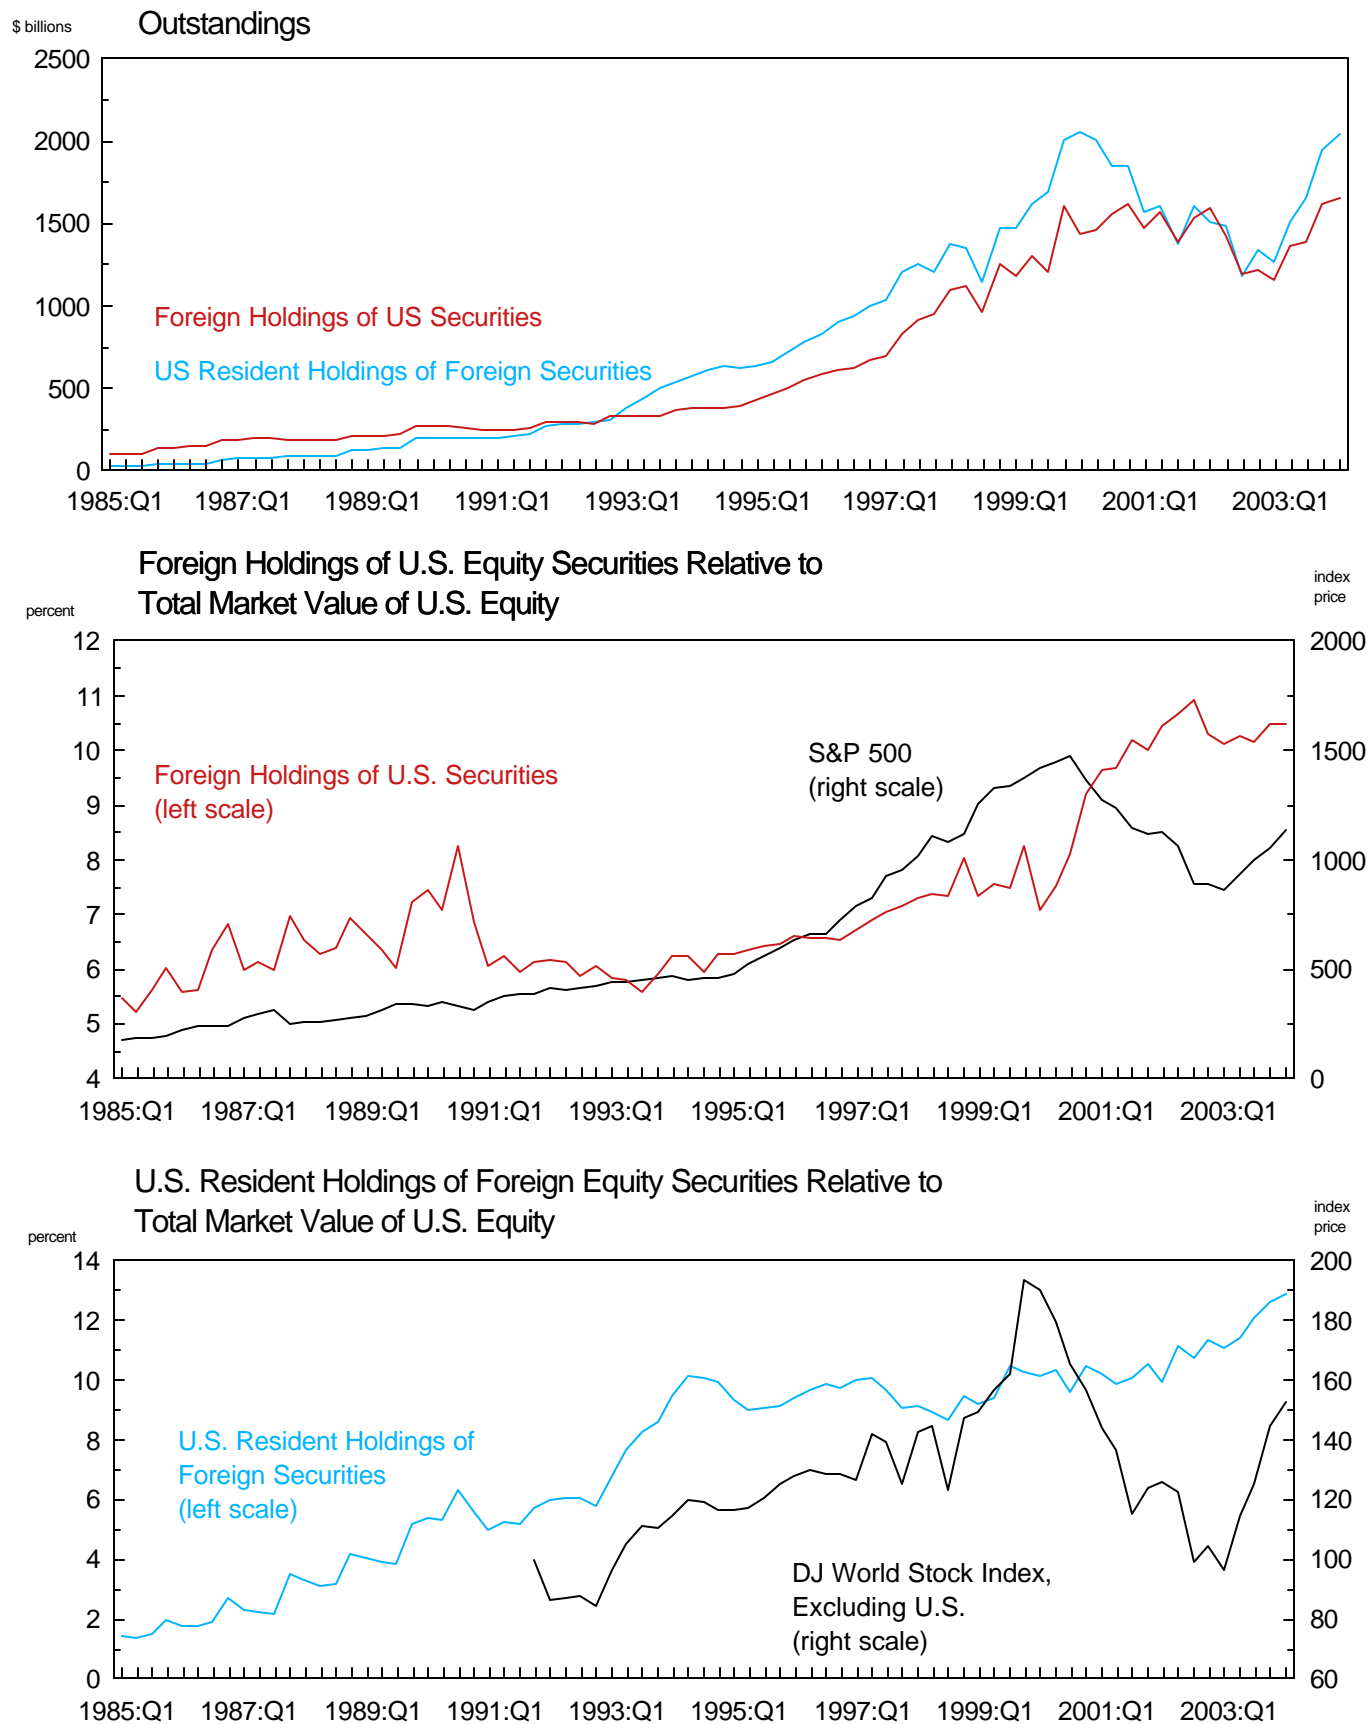 $ billions
Outstandings
2500
2000
1500
1000
500
0
Foreign Holdings of US Securities
US Resident Holdings of Foreign Securities
1985:Q1 1987:Q1 1989:Q1 1991:Q1 1993:Q1 1995:Q1 1997:Q1 1999:Q1 2001:Q1 2003:Q1
Foreign Holdings of U.S. Equity Securities Relative to
Total Market Value of U.S. Equity
percent
index
price
12
11
10
9
8
7
6
5
4
2000
1500
1000
500
0
Foreign Holdings of U.S. Securities
(left scale)
S&P 500
(right scale)
1985:Q1 1987:Q1 1989:Q1 1991:Q1 1993:Q1 1995:Q1 1997:Q1 1999:Q1 2001:Q1 2003:Q1
U.S. Resident Holdings of Foreign Equity Securities Relative to
Total Market Value of U.S. Equity
percent
index
price
14
12
10
8
6
4
2
0
200
180
160
140
120
100
80
60
U.S. Resident Holdings of
Foreign Securities
(left scale)
DJ World Stock Index,
Excluding U.S.
(right scale)
1985:Q1 1987:Q1 1989:Q1 1991:Q1 1993:Q1 1995:Q1 1997:Q1 1999:Q1 2001:Q1 2003:Q1